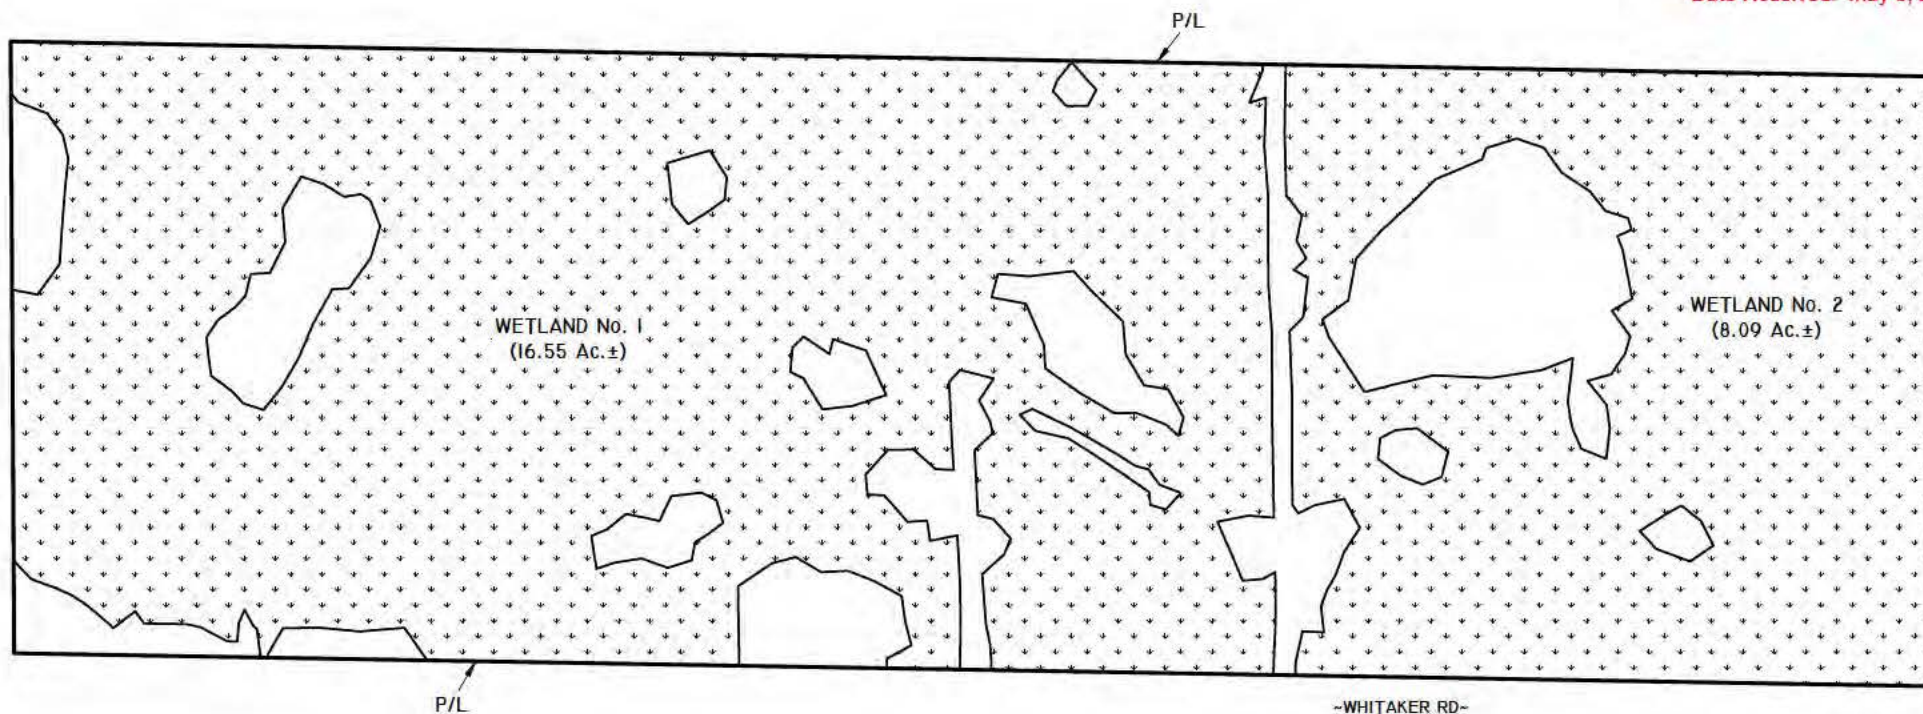 P/L
WETLAND No. 1
(16.55 Ac.±)
WETLAND No. 2
(8.09 Ac.±)
P/L
~WHITAKER RD~